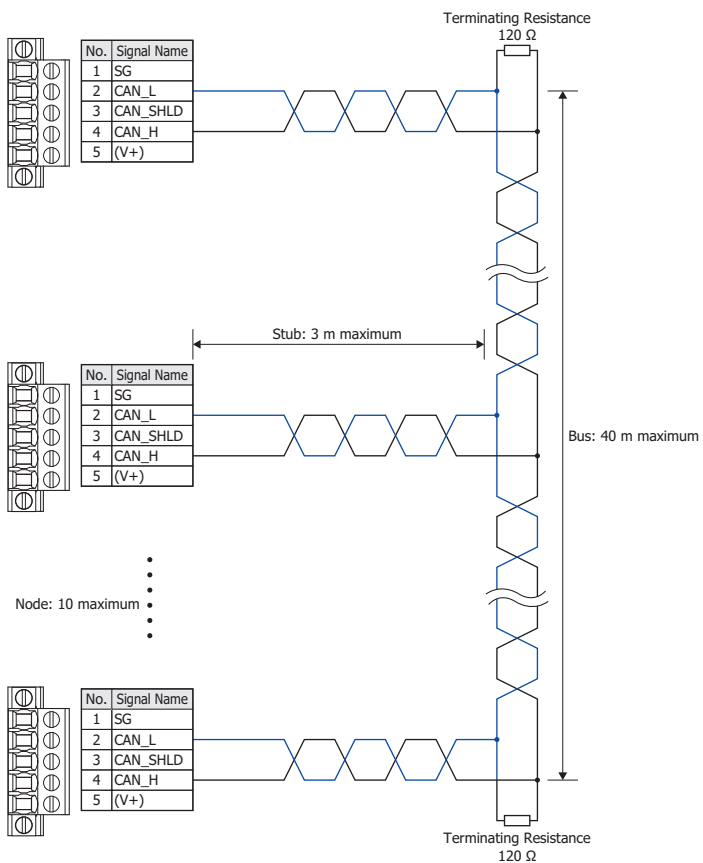 Terminating Resistance
120 Ω
No. Signal Name
1 SG
2 CAN_L
3 CAN_SHLD
4 CAN_H
5 (V+)
Stub: 3 m maximum
No. Signal Name
1 SG
2 CAN_L
3 CAN_SHLD
4 CAN_H
5 (V+)
Bus: 40 m maximum
Node: 10 maximum
No. Signal Name
1 SG
2 CAN_L
3 CAN_SHLD
4 CAN_H
5 (V+)
Terminating Resistance
120 Ω